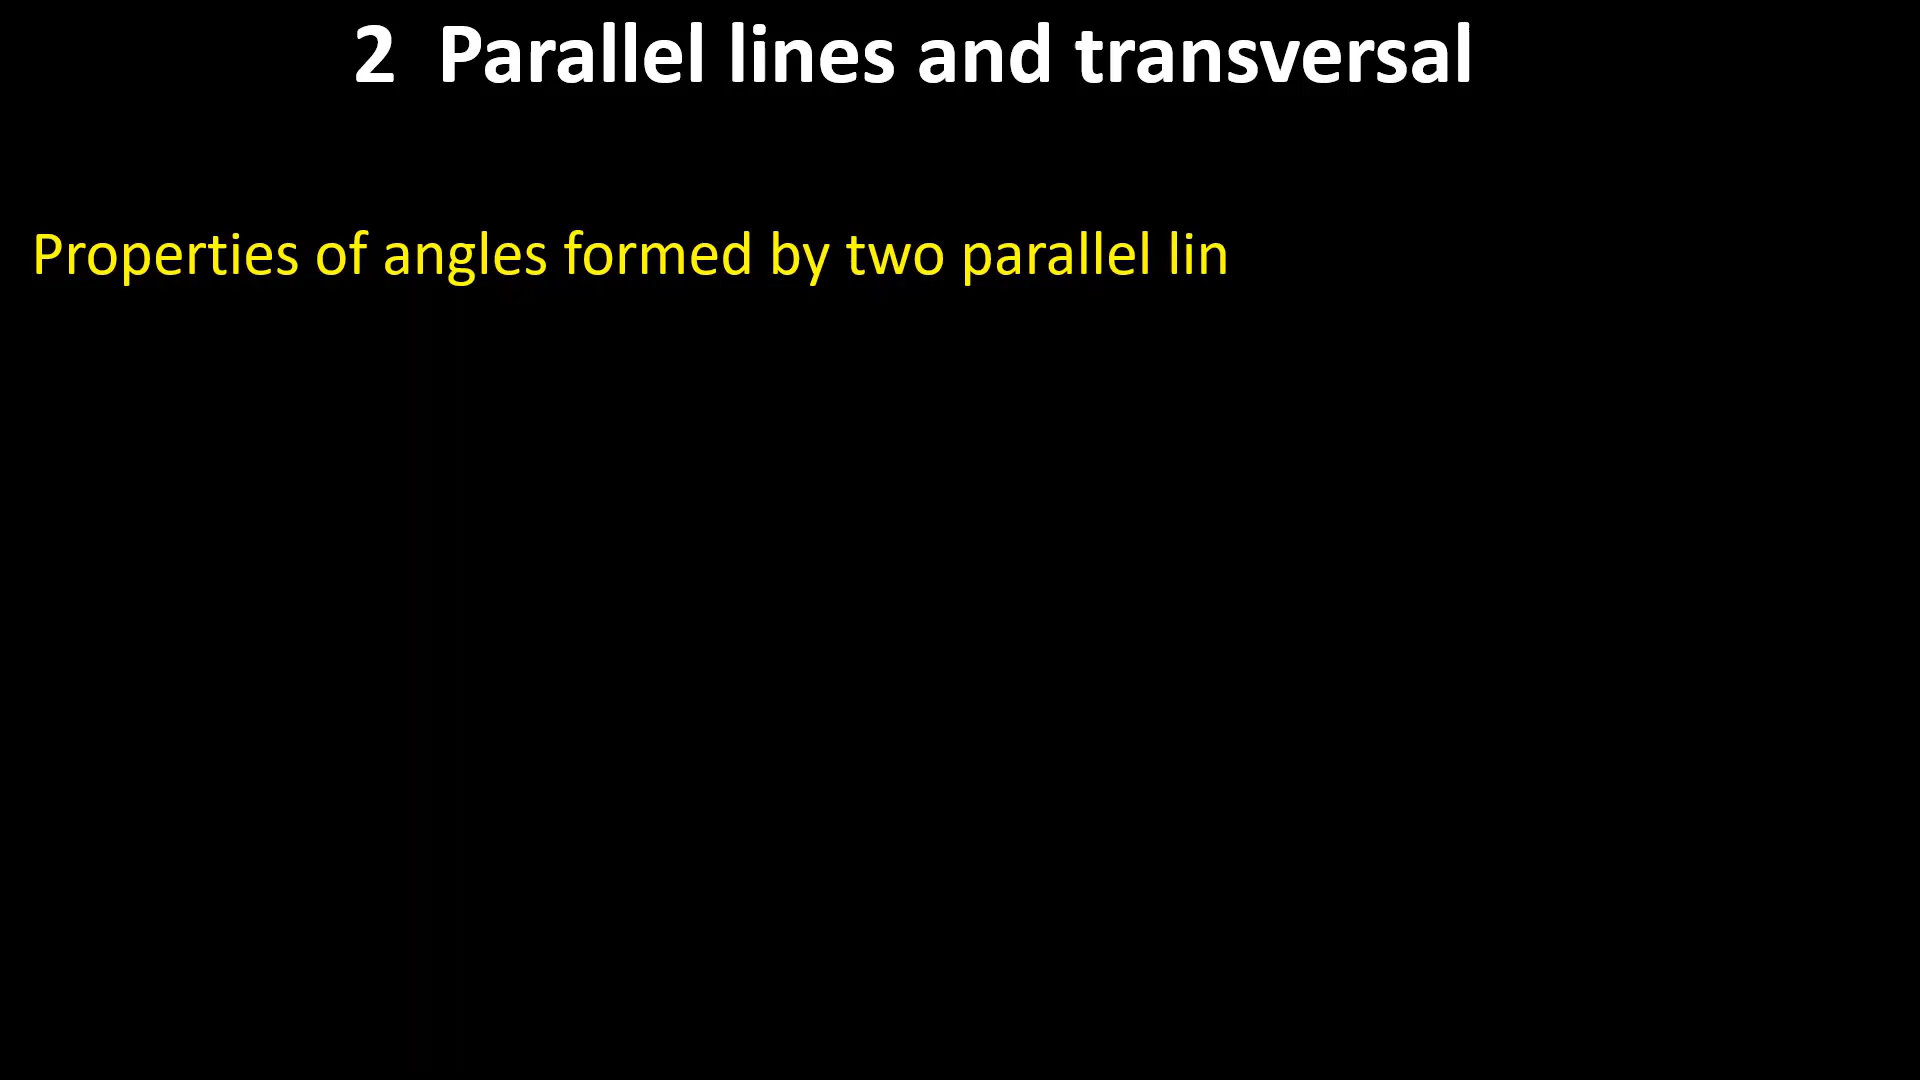 2 Parallel lines and transversal
Properties of angles formed by two parallel lin